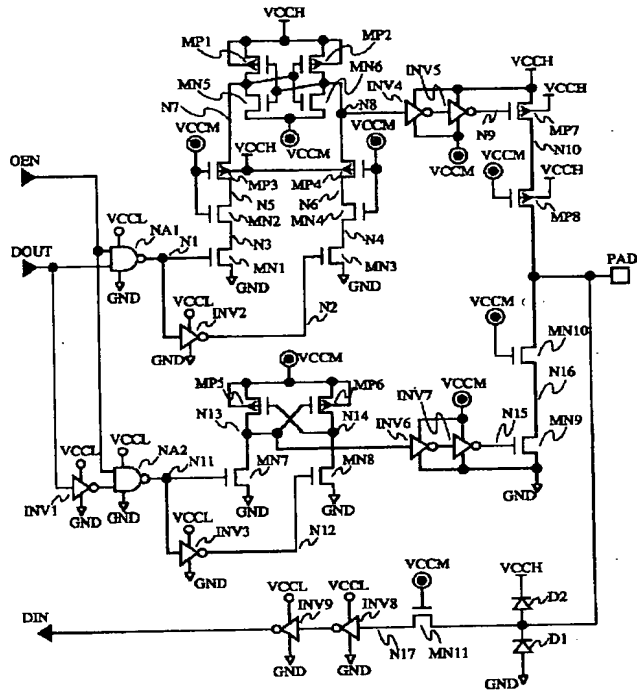 VCCH
MP1
MP2
MN5
MN6
N7
N8
INV4
INV5
VCCH
VCCH
N9
MP7
VCCM
VCCM
VCCM
VCCM
N10
OEN
VCCH
MP3
MP4
VCCM
VCCH
MP8
N5
N6
MN2
MN4
VCCL
NA1
N1
N3
N4
DOUT
MN1
MN3
PAD
GND
GND
GND
VCCL
INV2
N2
VCCM
MN10
GND
VCCM
MP5
MP6
VCCM
N16
N13
N14
INV6
INV7
N15
MN9
VCCL
VCCL
NA2
N11
MN7
MN8
INV1
GND
GND
GND
GND
GND
VCCL
INV3
N12
GND
VCCM
VCCH
VCCL
VCCL
INV9
INV8
D2
DIN
N17
MN11
D1
GND
GND
GND